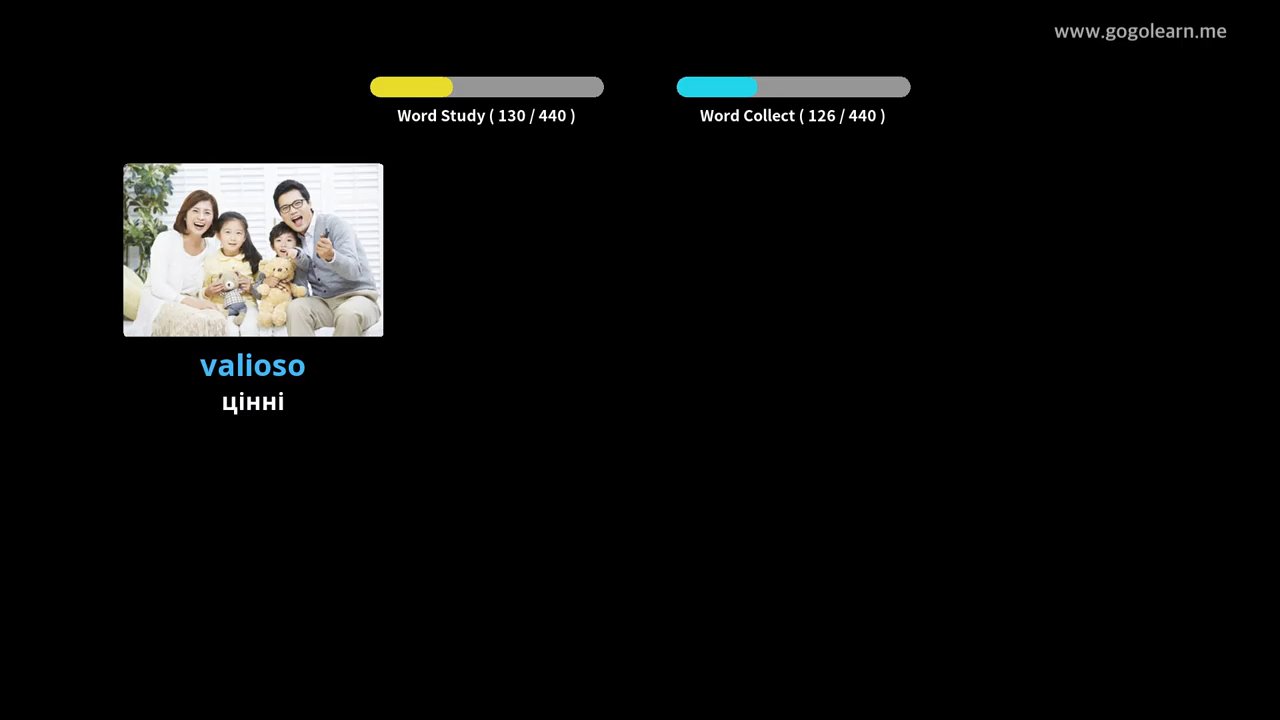 www.gogolearn.me
Word Study ( 130 / 440 )
Word Collect ( 126 / 440 )
valioso
цінні